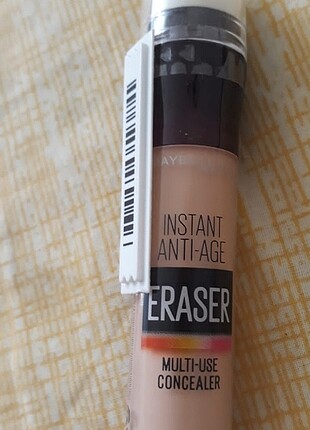 INSTANT
ANTI-AGE
ERASER
MULTI-USE
CONCEALER